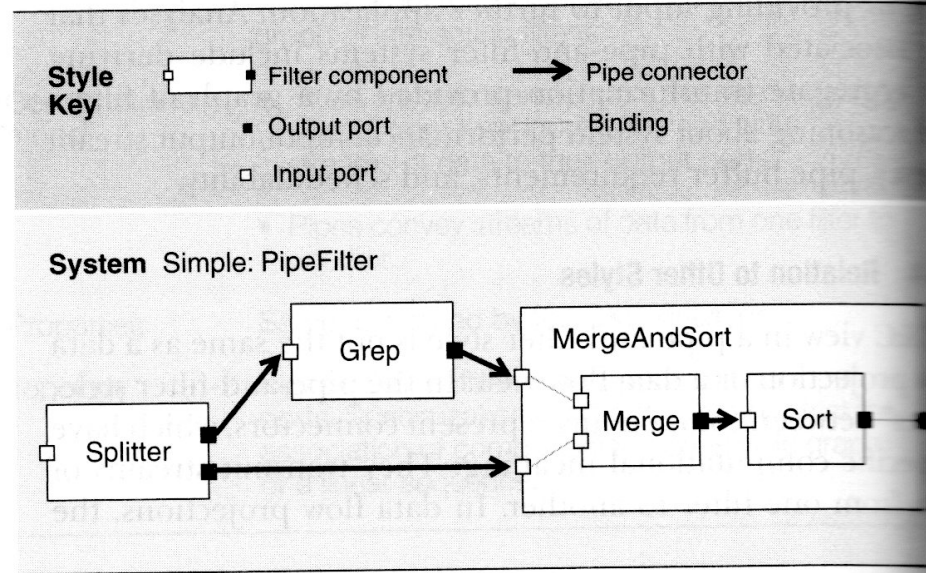 Style
Key
Filter component
Pipe connector
Output port
Binding
Input port
System Simple: PipeFilter
Grep
MergeAndSort
Splitter
Merge
Sort